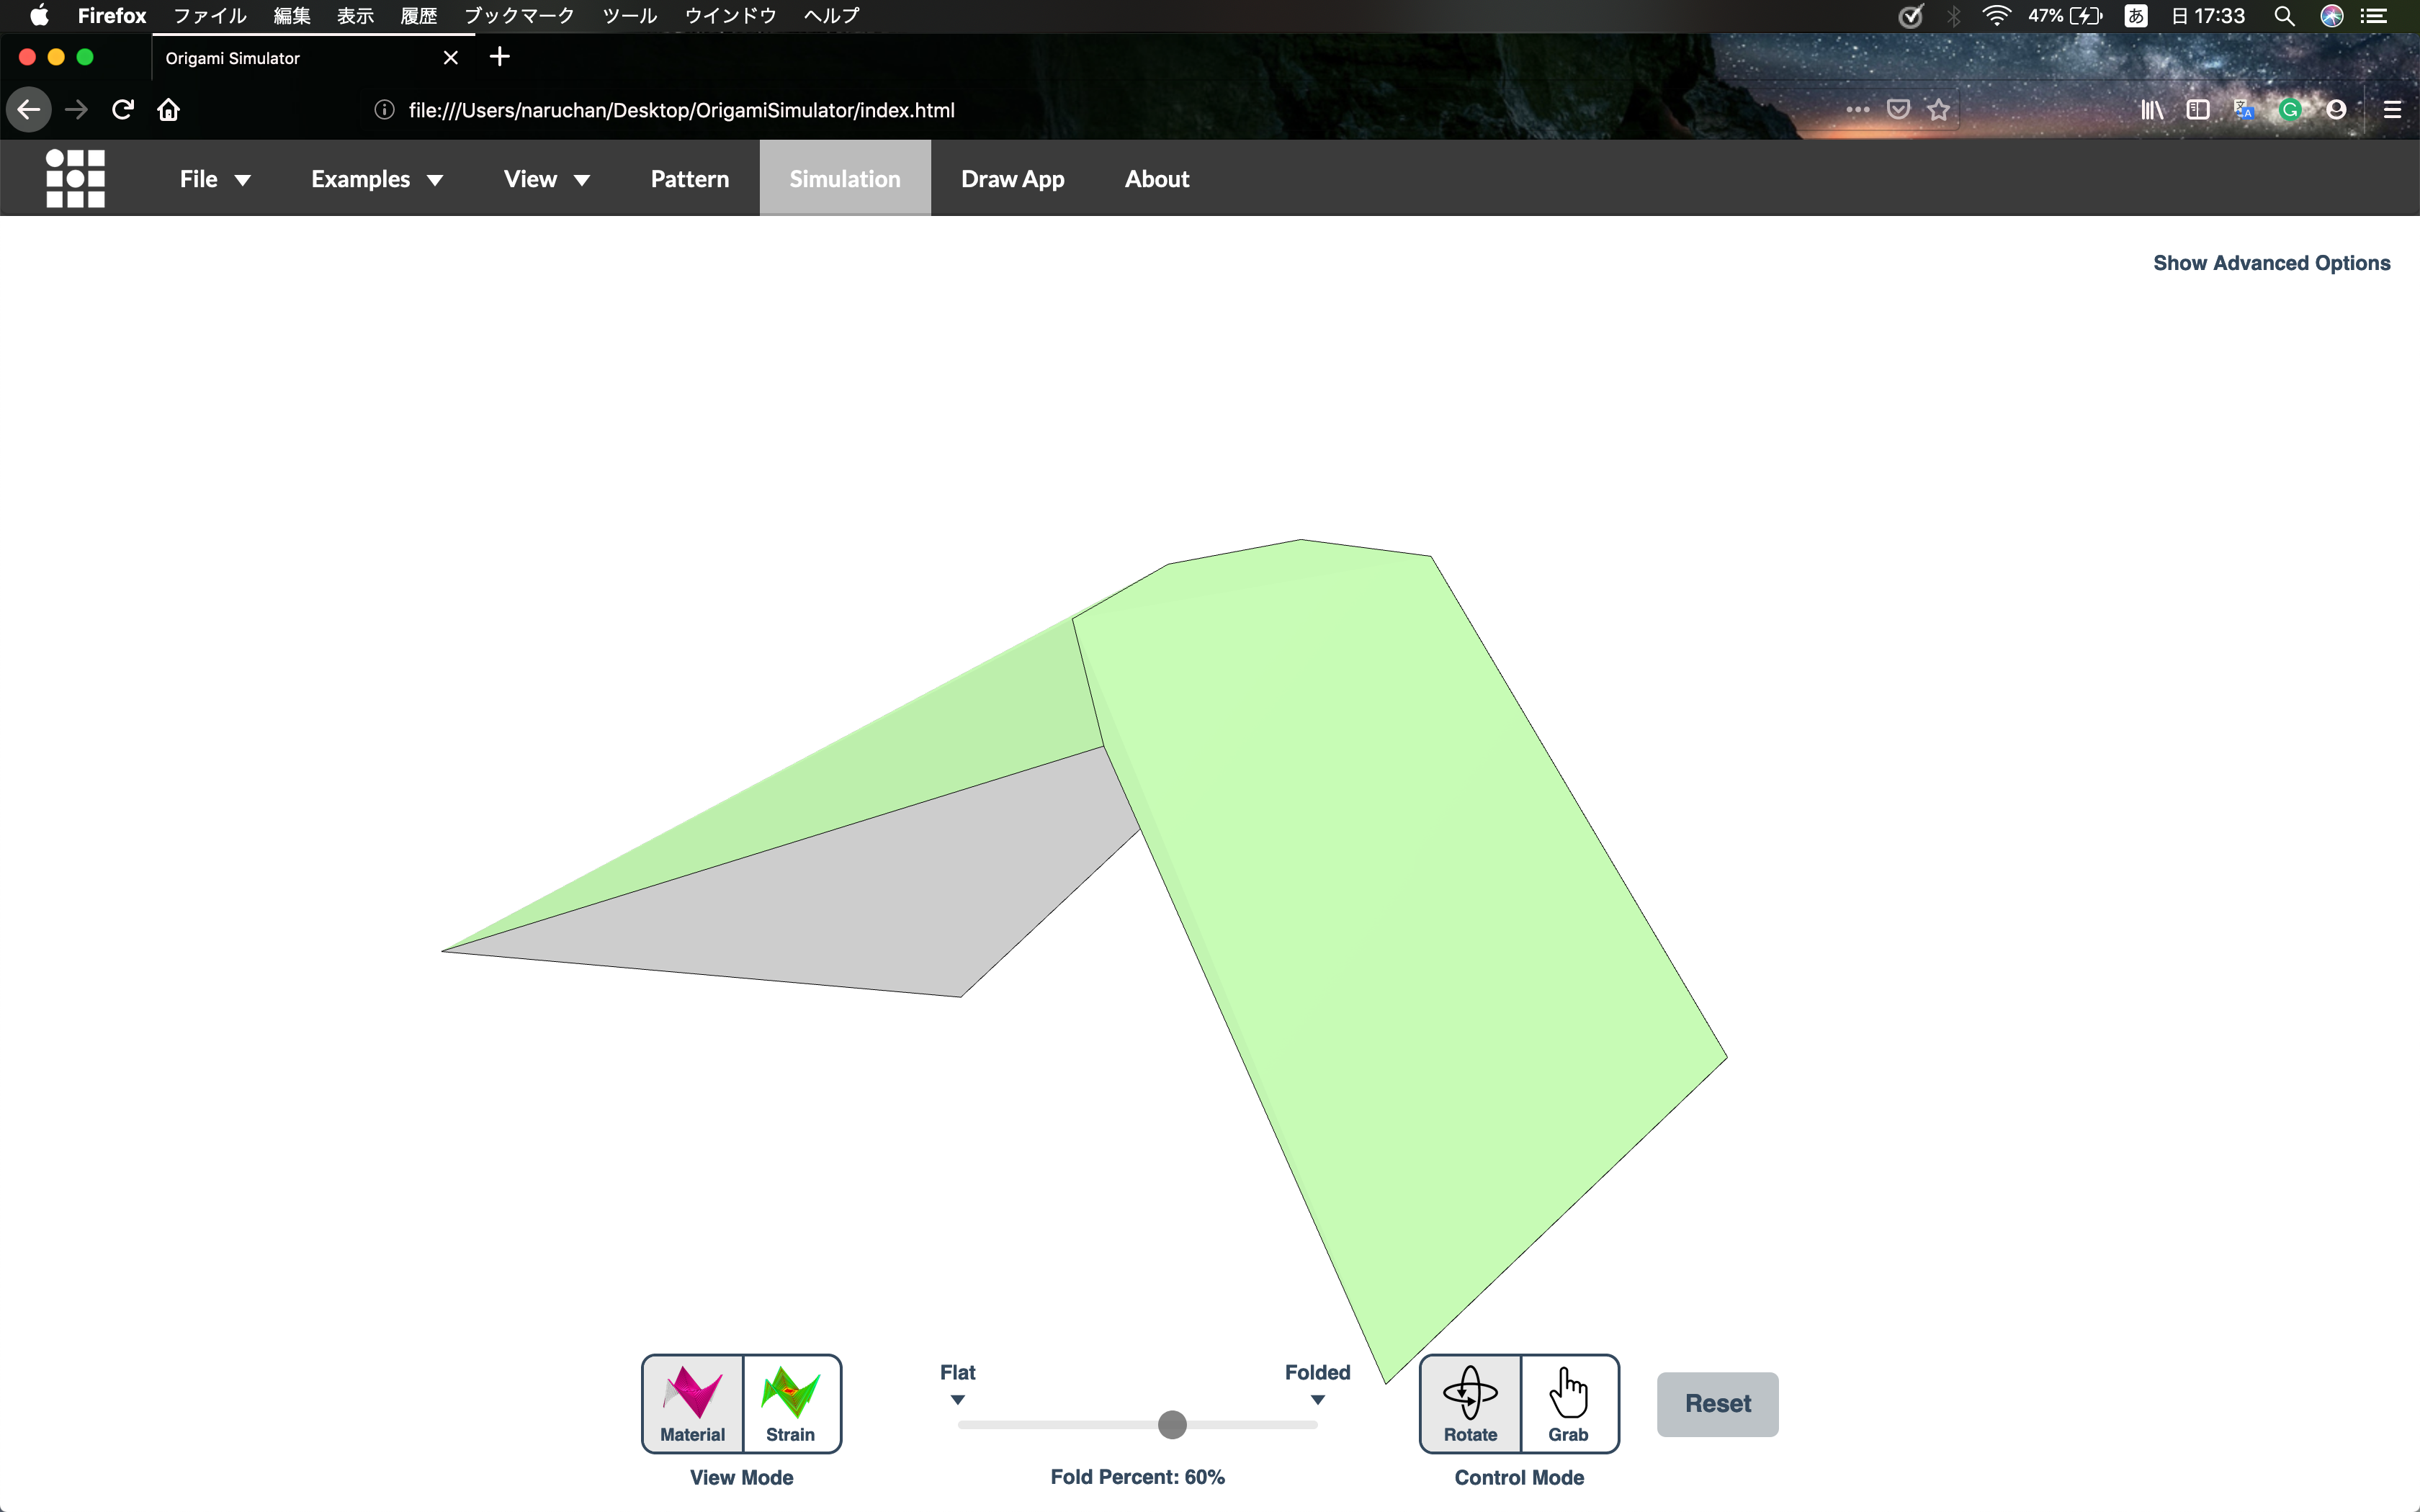 Firefox ファイル 編集 表示 履歴 ブックマーク ツール ウインドウ ヘルプ 47% あ 日 17:33
Origami Simulator
file:///Users/naruchan/Desktop/OrigamiSimulator/index.html
File Examples View Pattern Simulation Draw App About
Show Advanced Options
Flat Folded
Material Strain Rotate Grab Reset
View Mode Fold Percent: 60% Control Mode